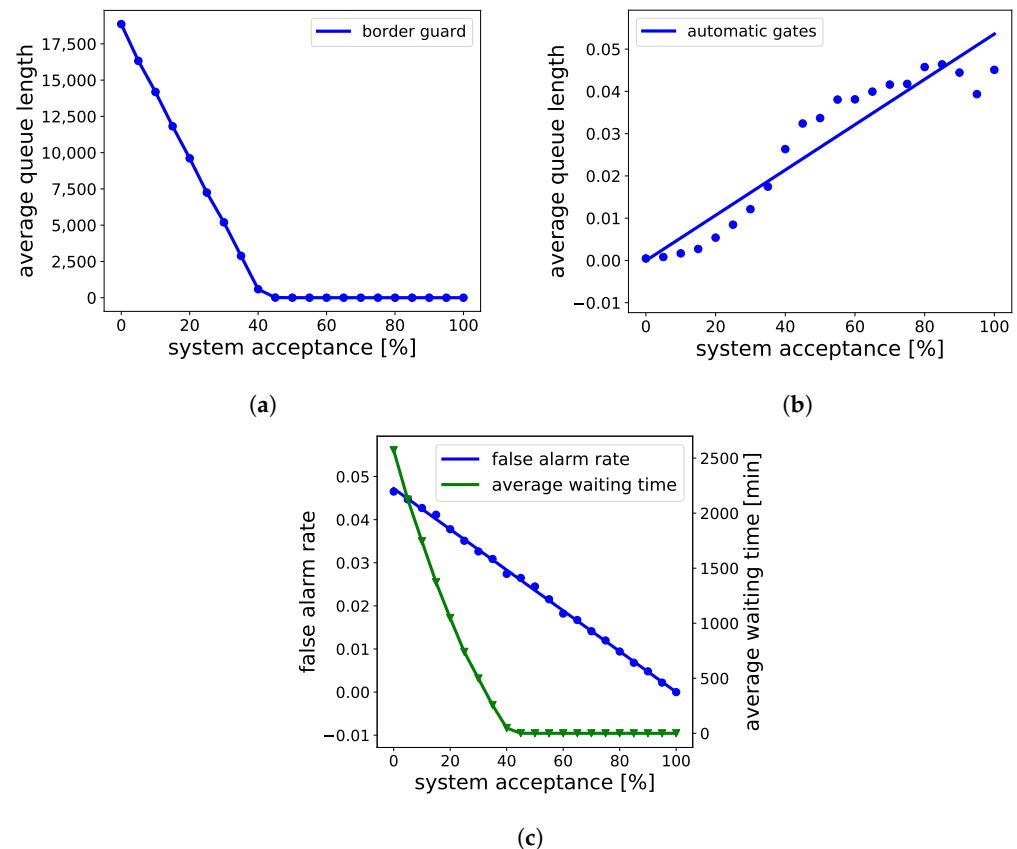 border guard
average queue length
17,500
15,000
12,500
10,000
7,500
5,000
2,500
0
0 20 40 60 80 100
system acceptance [%]
(a)
automatic gates
average queue length
0.05
0.04
0.03
0.02
0.01
0.00
−0.01
0 20 40 60 80 100
system acceptance [%]
(b)
false alarm rate
average waiting time
false alarm rate
0.05
0.04
0.03
0.02
0.01
0.00
−0.01
2500
2000
1500
1000
500
0
average waiting time [min]
0 20 40 60 80 100
system acceptance [%]
(c)